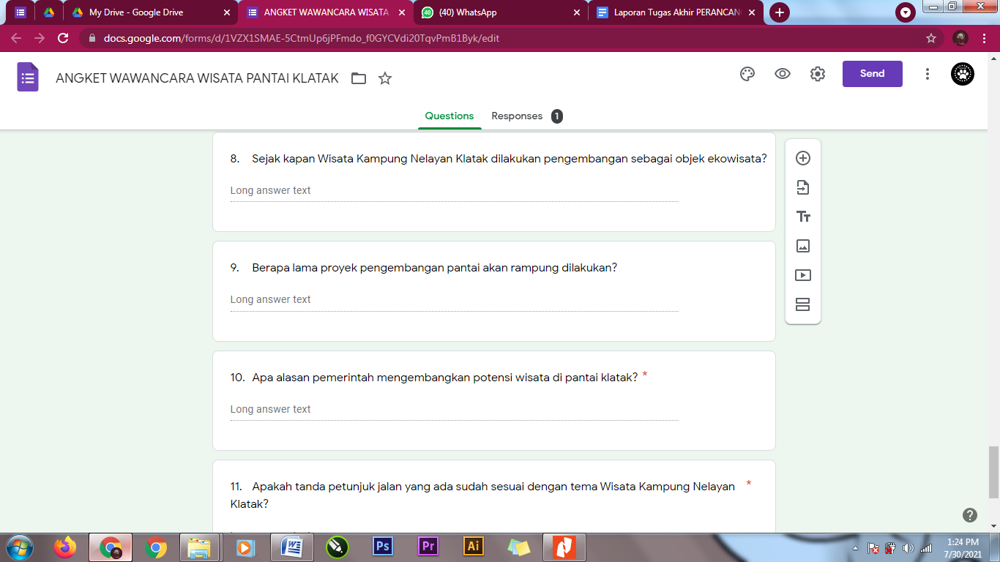 My Drive - Google Drive
ANGKET WAWANCARA WISATA
(40) WhatsApp
Laporan Tugas Akhir PERANCAN
docs.google.com/forms/d/1VZX1SMAE-5CtmUp6jPFmdo_f0GYCVdi20TqvPmB1Byk/edit
ANGKET WAWANCARA WISATA PANTAI KLATAK
Send
Questions
Responses 1
8. Sejak kapan Wisata Kampung Nelayan Klatak dilakukan pengembangan sebagai objek ekowisata?
Long answer text
9. Berapa lama proyek pengembangan pantai akan rampung dilakukan?
Long answer text
10. Apa alasan pemerintah mengembangkan potensi wisata di pantai klatak? *
Long answer text
11. Apakah tanda petunjuk jalan yang ada sudah sesuai dengan tema Wisata Kampung Nelayan *
Klatak?
Ps
Pr
Ai
1:24 PM
7/30/2021